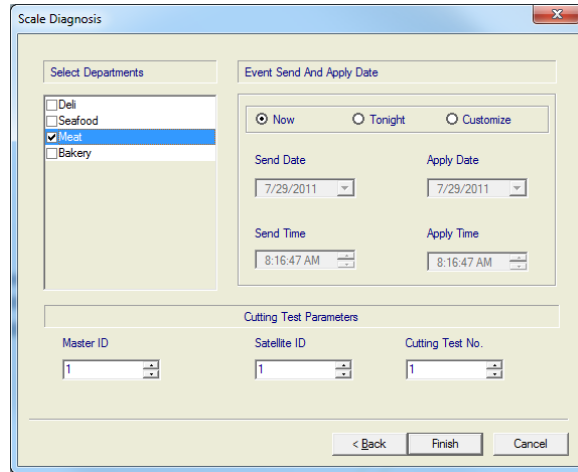 Scale Diagnosis
Select Departments
Event Send And Apply Date
Deli
Seafood
Meat
Bakery
Now
Tonight
Customize
Send Date
Apply Date
7/29/2011
7/29/2011
Send Time
Apply Time
8:16:47 AM
8:16:47 AM
Cutting Test Parameters
Master ID
Satellite ID
Cutting Test No.
1
1
1
< Back
Finish
Cancel